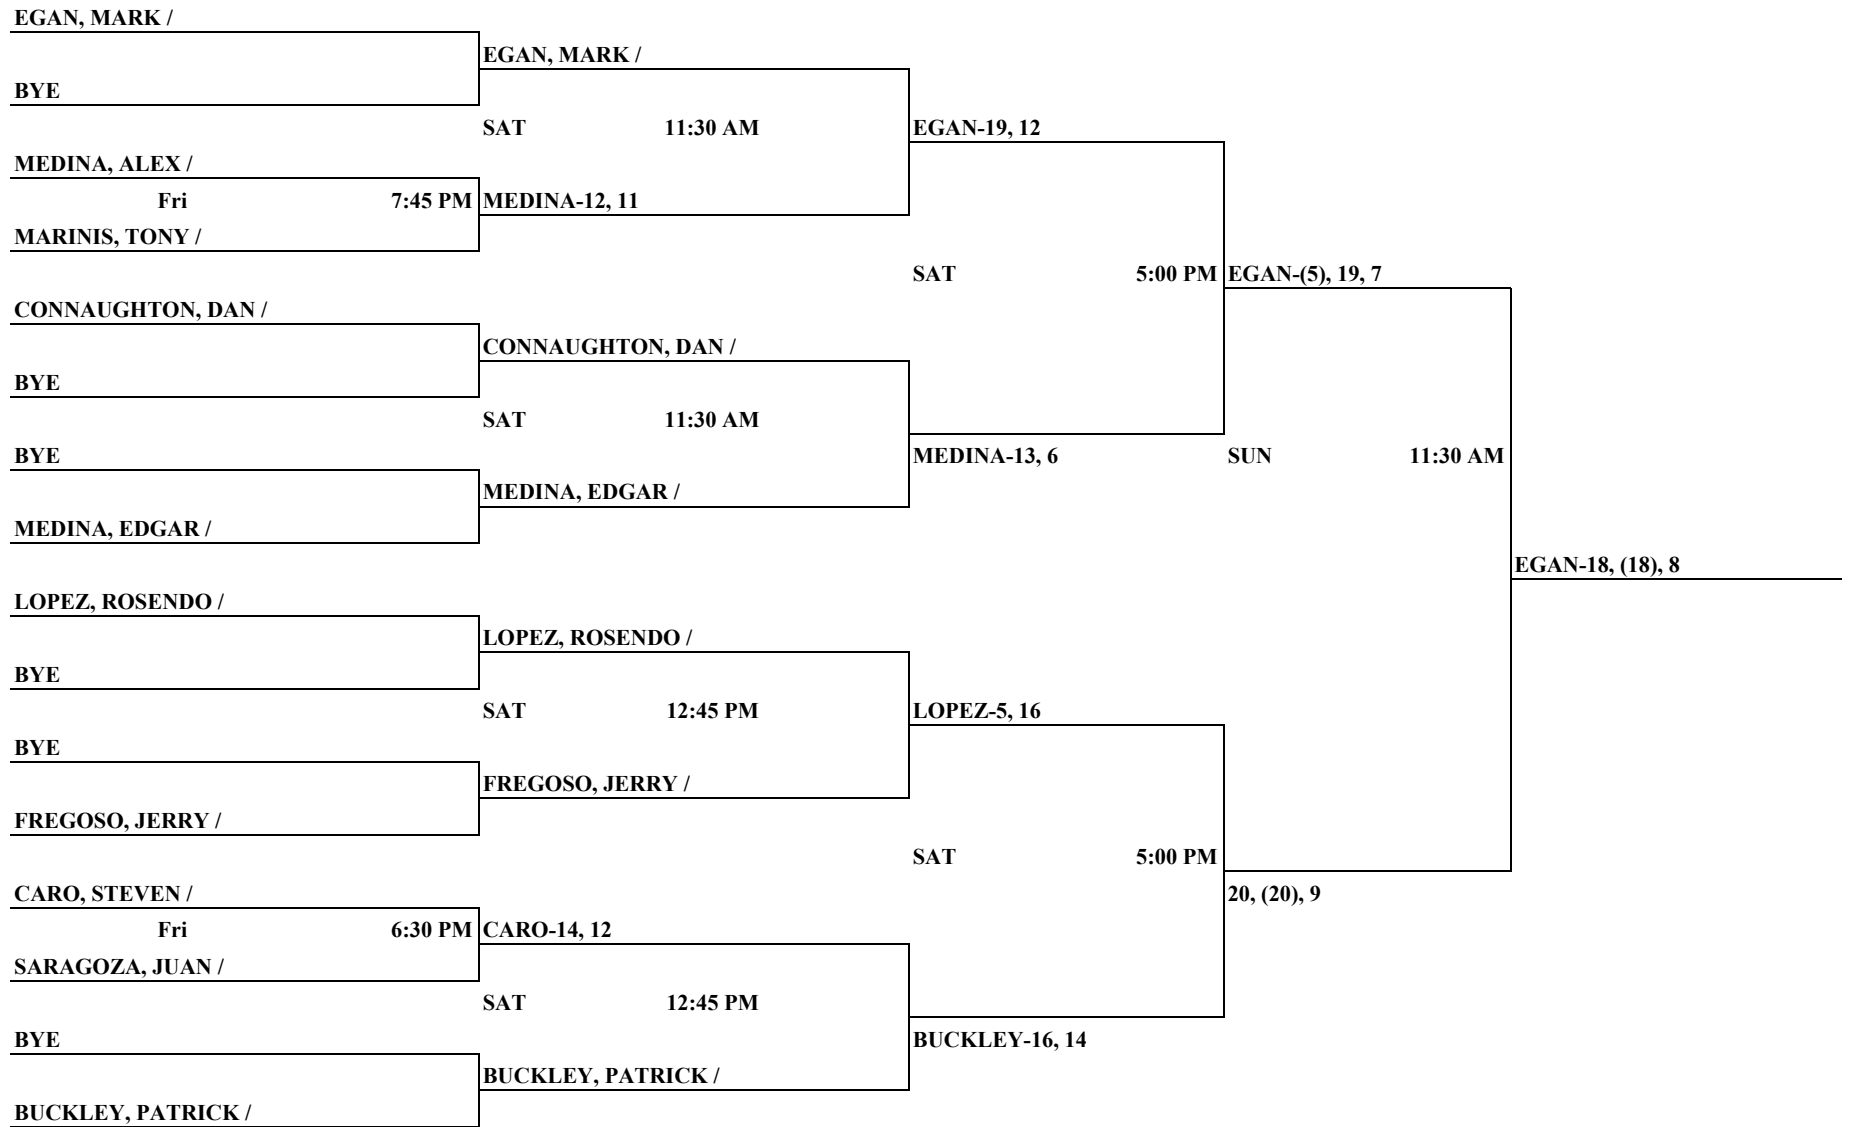 EGAN, MARK /
EGAN, MARK /
BYE
SAT 11:30 AM EGAN-19, 12
MEDINA, ALEX /
Fri 7:45 PM MEDINA-12, 11
MARINIS, TONY /
SAT 5:00 PM EGAN-(5), 19, 7
CONNAUGHTON, DAN /
CONNAUGHTON, DAN /
BYE
SAT 11:30 AM
BYE MEDINA-13, 6 SUN 11:30 AM
MEDINA, EDGAR /
MEDINA, EDGAR /
EGAN-18, (18), 8
LOPEZ, ROSENDO /
LOPEZ, ROSENDO /
BYE
SAT 12:45 PM LOPEZ-5, 16
BYE
FREGOSO, JERRY /
FREGOSO, JERRY /
SAT 5:00 PM
CARO, STEVEN / 20, (20), 9
Fri 6:30 PM CARO-14, 12
SARAGOZA, JUAN /
SAT 12:45 PM
BYE BUCKLEY-16, 14
BUCKLEY, PATRICK /
BUCKLEY, PATRICK /